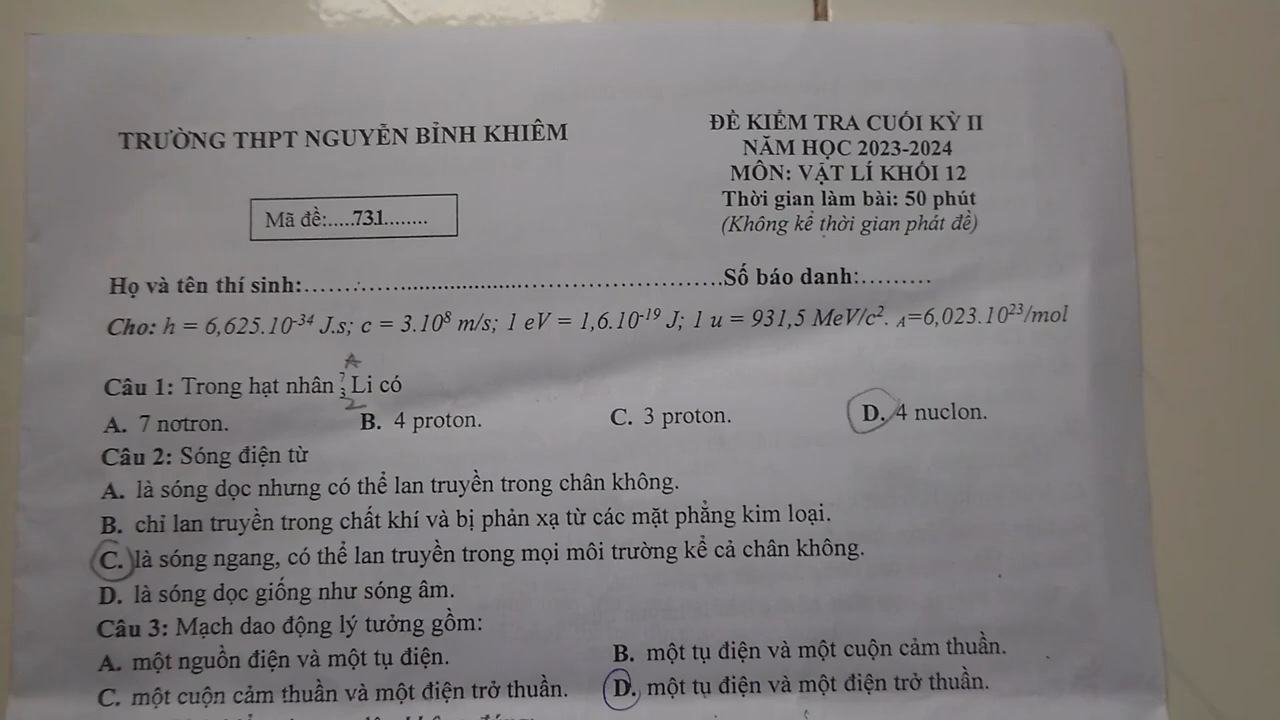 TRƯỜNG THPT NGUYỄN BỈNH KHIÊM
ĐỀ KIỂM TRA CUỐI KỲ II
NĂM HỌC 2023-2024
MÔN: VẬT LÍ KHỐI 12
Thời gian làm bài: 50 phút
(Không kể thời gian phát đề)
Mã đề:.....731........
Họ và tên thí sinh:..................................................................Số báo danh:.........
Cho: h = 6,625.10⁻³⁴ J.s; c = 3.10⁸ m/s; 1 eV = 1,6.10⁻¹⁹ J; 1 u = 931,5 MeV/c². ₐ=6,023.10²³/mol
A
Câu 1: Trong hạt nhân ⁷₃Li có
Z
A. 7 nơtron. B. 4 proton. C. 3 proton. D. 4 nuclon.
Câu 2: Sóng điện từ
A. là sóng dọc nhưng có thể lan truyền trong chân không.
B. chỉ lan truyền trong chất khí và bị phản xạ từ các mặt phẳng kim loại.
C. là sóng ngang, có thể lan truyền trong mọi môi trường kể cả chân không.
D. là sóng dọc giống như sóng âm.
Câu 3: Mạch dao động lý tưởng gồm:
A. một nguồn điện và một tụ điện. B. một tụ điện và một cuộn cảm thuần.
C. một cuộn cảm thuần và một điện trở thuần. D. một tụ điện và một điện trở thuần.